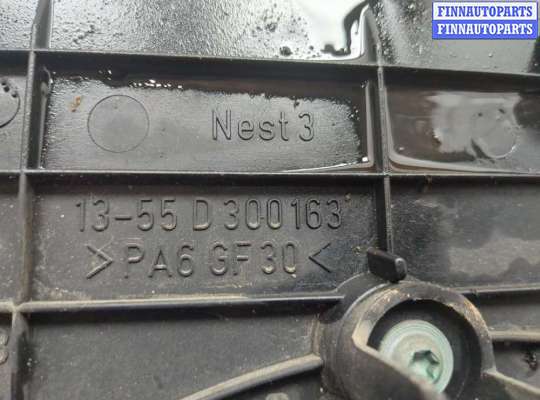 FINNAUTOPARTS
FINNAUTOPARTS
Nest 3
13-55 D 300163
>PA6 GF30<